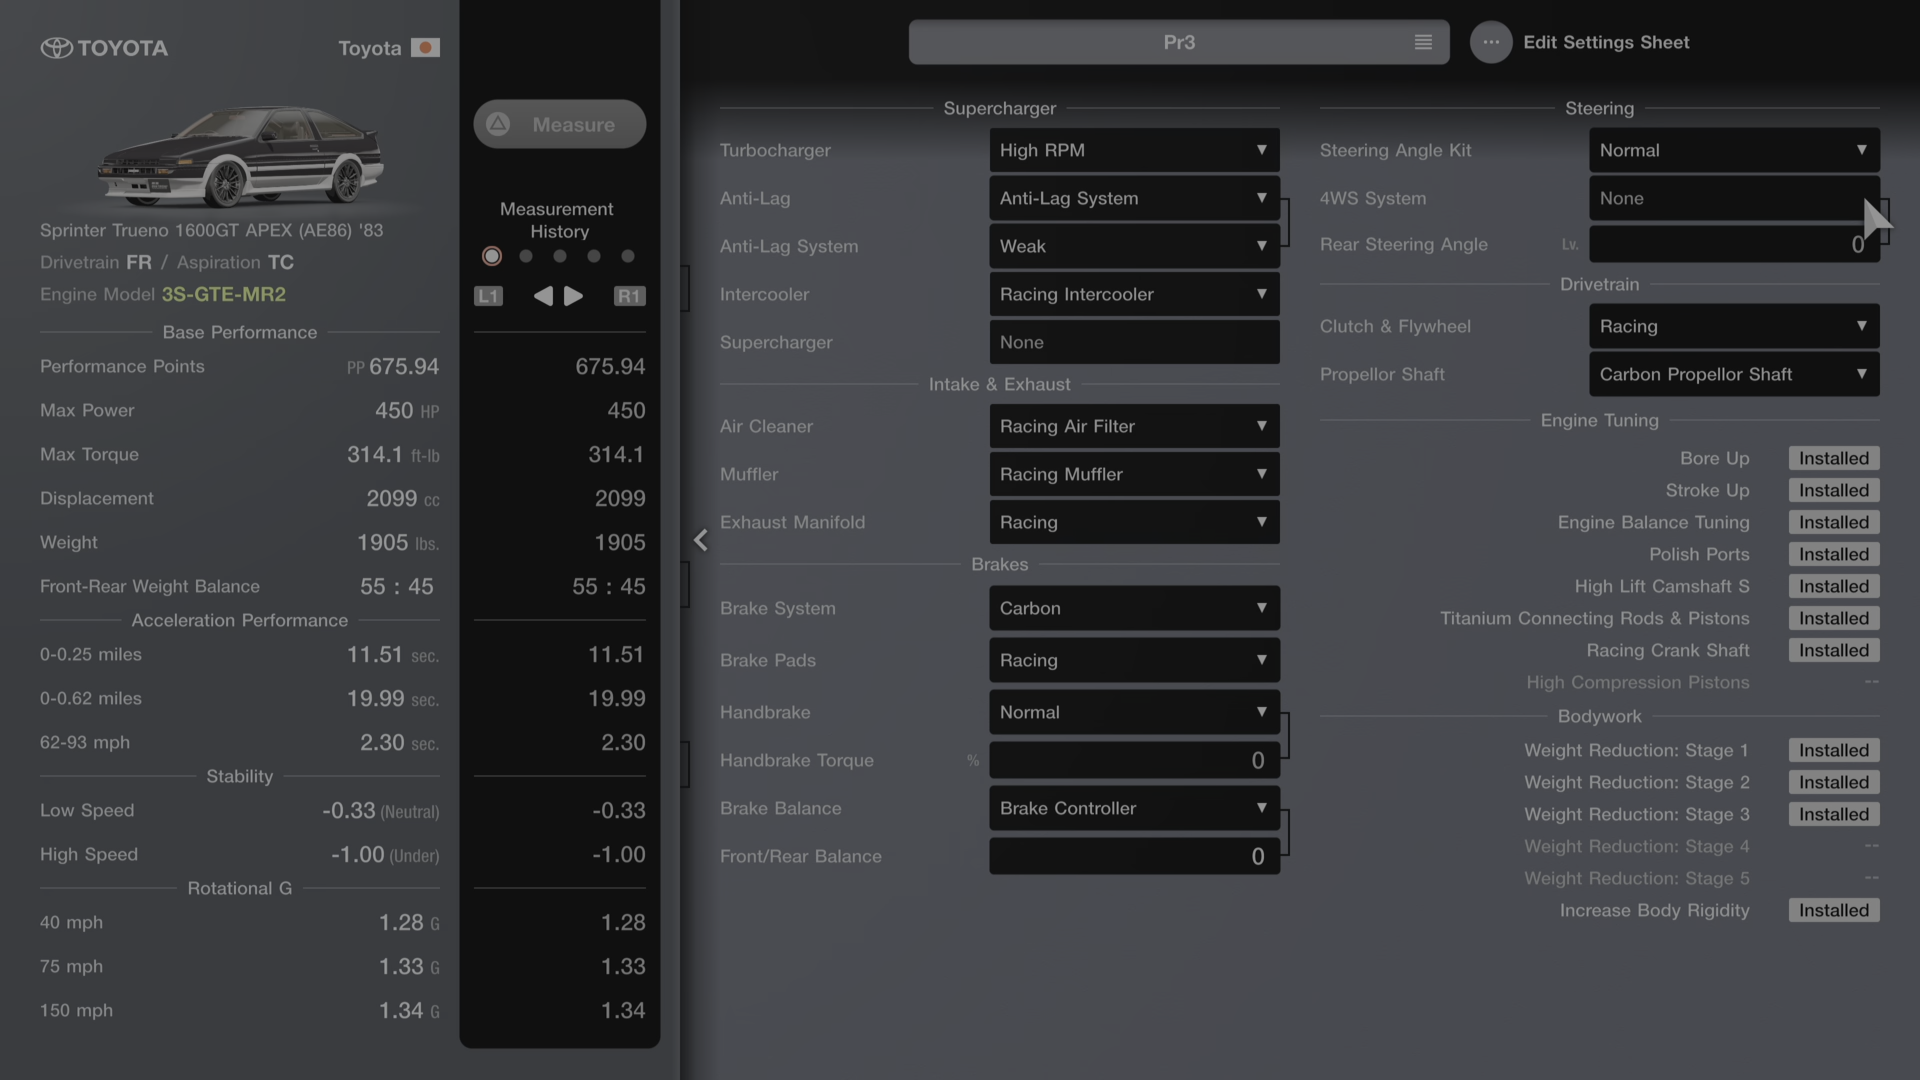 TOYOTA
Toyota
Sprinter Trueno 1600GT APEX (AE86) '83
Drivetrain FR / Aspiration TC
Engine Model 3S-GTE-MR2
Base Performance
Performance Points PP 675.94
Max Power 450 HP
Max Torque 314.1 ft-lb
Displacement 2099 cc
Weight 1905 lbs.
Front-Rear Weight Balance 55 : 45
Acceleration Performance
0-0.25 miles 11.51 sec.
0-0.62 miles 19.99 sec.
62-93 mph 2.30 sec.
Stability
Low Speed -0.33 (Neutral)
High Speed -1.00 (Under)
Rotational G
40 mph 1.28 G
75 mph 1.33 G
150 mph 1.34 G
Measure
Measurement
History
L1 R1
675.94
450
314.1
2099
1905
55 : 45
11.51
19.99
2.30
-0.33
-1.00
1.28
1.33
1.34
Pr3
Edit Settings Sheet
Supercharger
Turbocharger High RPM
Anti-Lag Anti-Lag System
Anti-Lag System Weak
Intercooler Racing Intercooler
Supercharger None
Intake & Exhaust
Air Cleaner Racing Air Filter
Muffler Racing Muffler
Exhaust Manifold Racing
Brakes
Brake System Carbon
Brake Pads Racing
Handbrake Normal
Handbrake Torque % 0
Brake Balance Brake Controller
Front/Rear Balance 0
Steering
Steering Angle Kit Normal
4WS System None
Rear Steering Angle Lv. 0
Drivetrain
Clutch & Flywheel Racing
Propellor Shaft Carbon Propellor Shaft
Engine Tuning
Bore Up Installed
Stroke Up Installed
Engine Balance Tuning Installed
Polish Ports Installed
High Lift Camshaft S Installed
Titanium Connecting Rods & Pistons Installed
Racing Crank Shaft Installed
High Compression Pistons --
Bodywork
Weight Reduction: Stage 1 Installed
Weight Reduction: Stage 2 Installed
Weight Reduction: Stage 3 Installed
Weight Reduction: Stage 4 --
Weight Reduction: Stage 5 --
Increase Body Rigidity Installed